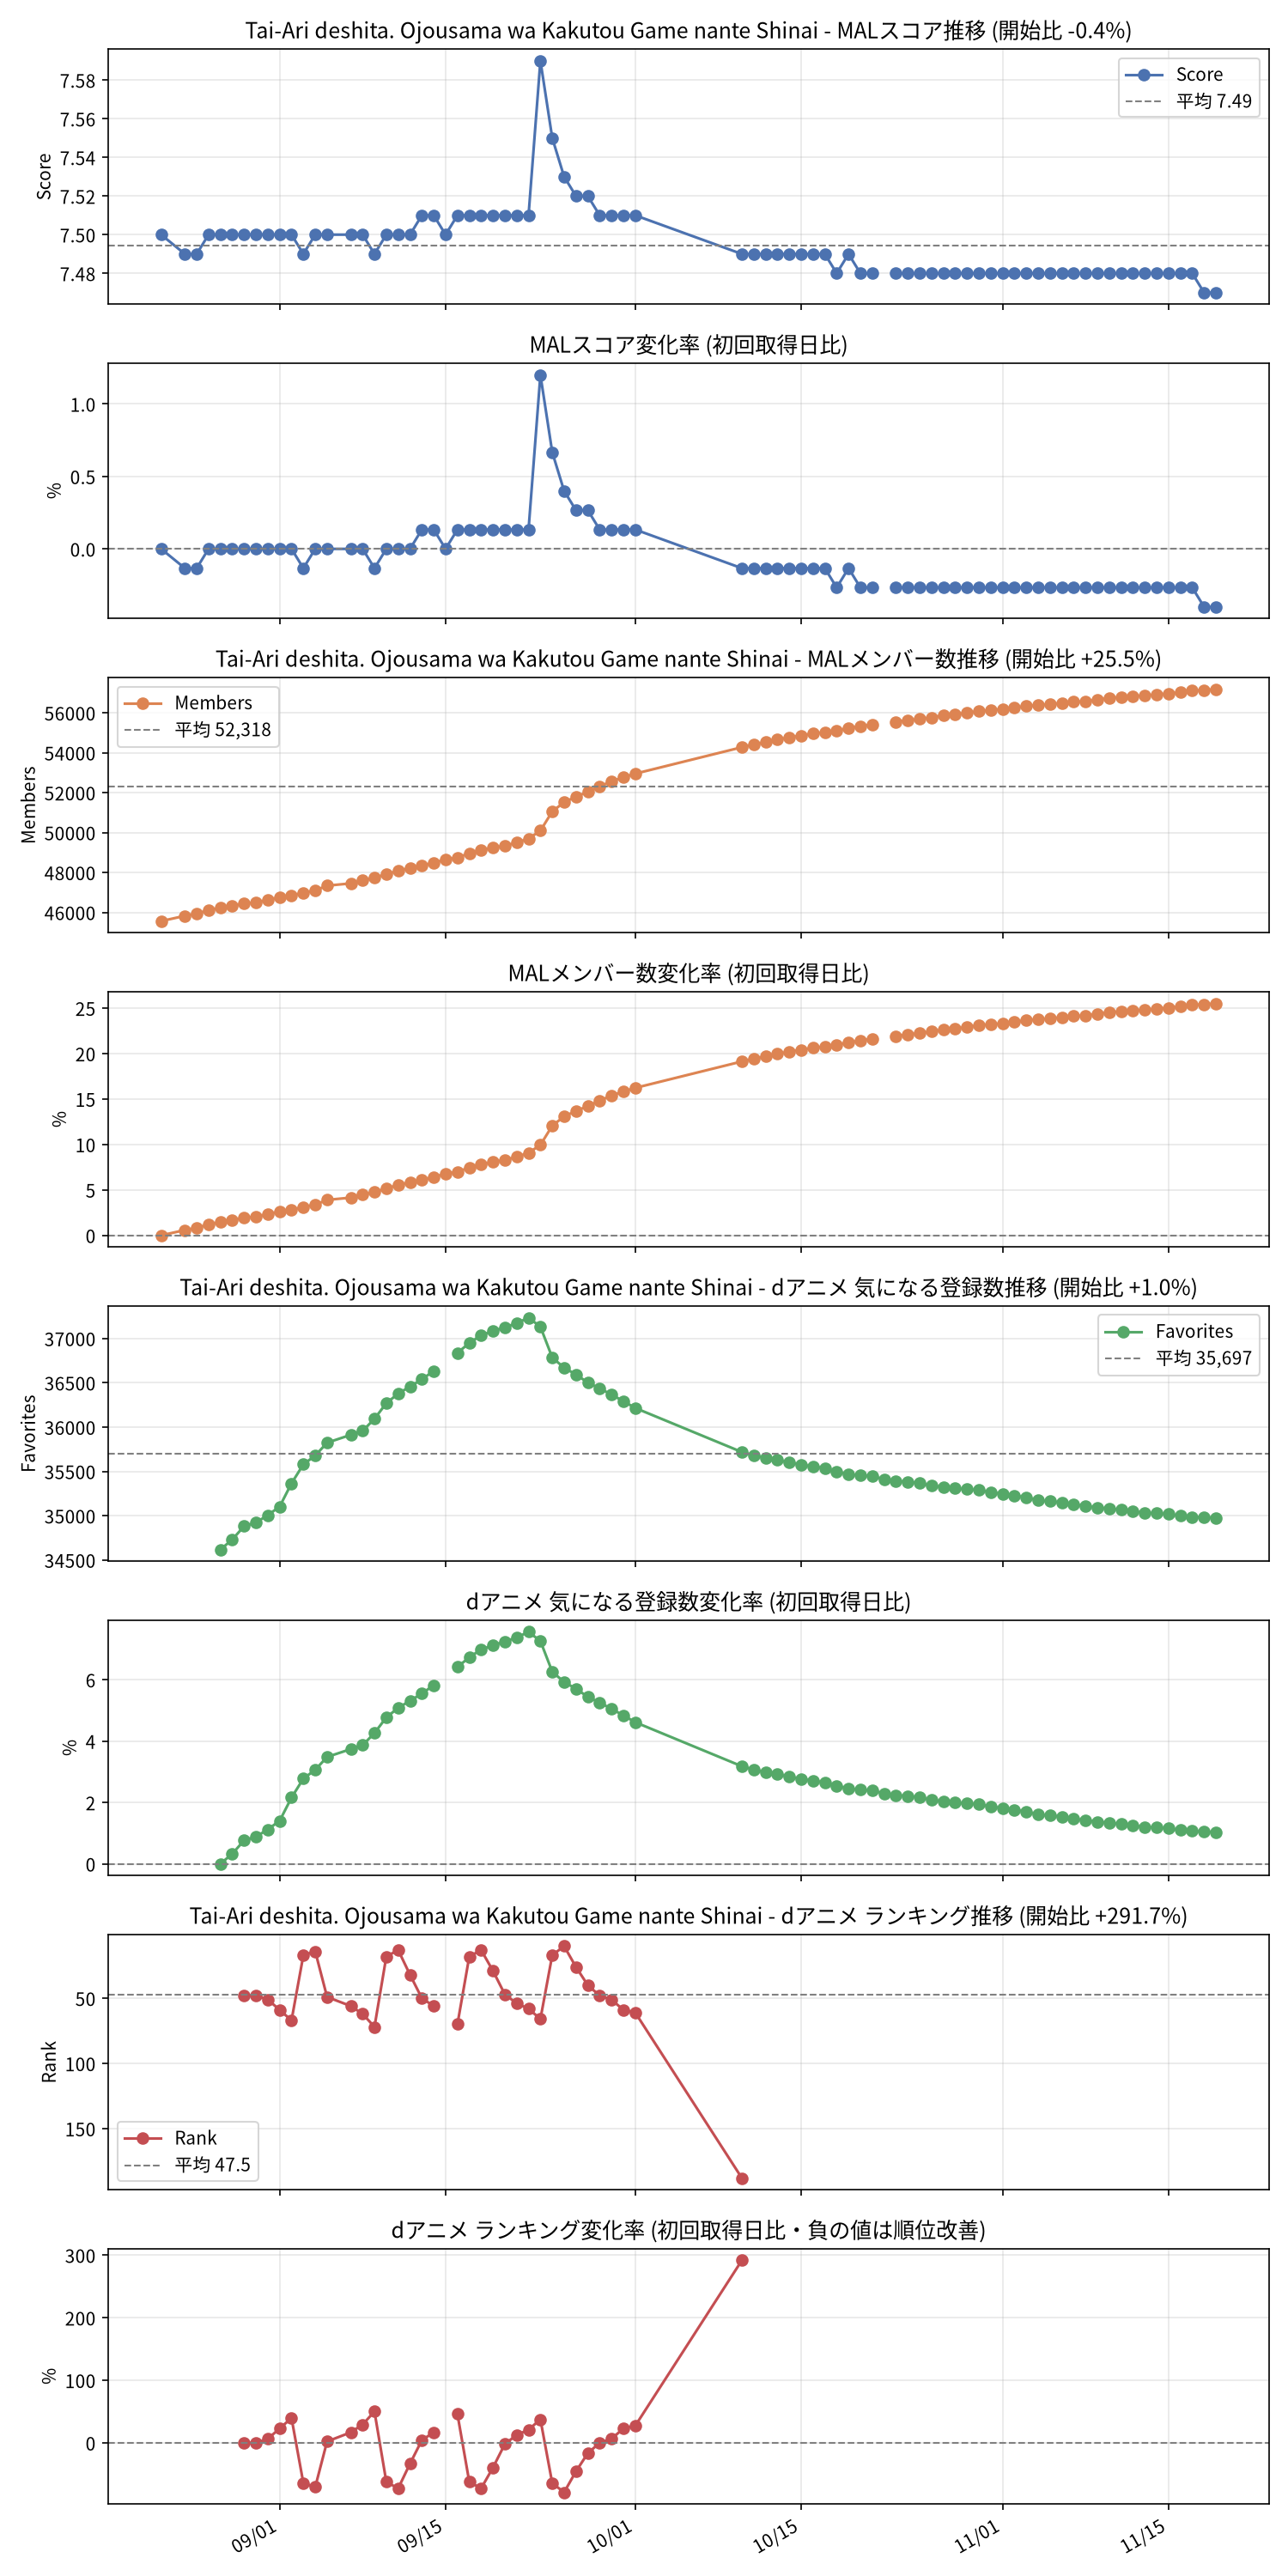 Tai-Ari deshita. Ojousama wa Kakutou Game nante Shinai - MALスコア推移 (開始比 -0.4%)
Score
7.58
7.56
7.54
7.52
7.50
7.48
Score
平均 7.49
MALスコア変化率 (初回取得日比)
%
1.0
0.5
0.0
Tai-Ari deshita. Ojousama wa Kakutou Game nante Shinai - MALメンバー数推移 (開始比 +25.5%)
Members
56000
54000
52000
50000
48000
46000
Members
平均 52,318
MALメンバー数変化率 (初回取得日比)
%
25
20
15
10
5
0
Tai-Ari deshita. Ojousama wa Kakutou Game nante Shinai - dアニメ 気になる登録数推移 (開始比 +1.0%)
Favorites
37000
36500
36000
35500
35000
34500
Favorites
平均 35,697
dアニメ 気になる登録数変化率 (初回取得日比)
%
6
4
2
0
Tai-Ari deshita. Ojousama wa Kakutou Game nante Shinai - dアニメ ランキング推移 (開始比 +291.7%)
Rank
50
100
150
Rank
平均 47.5
dアニメ ランキング変化率 (初回取得日比・負の値は順位改善)
%
300
200
100
0
09/01
09/15
10/01
10/15
11/01
11/15